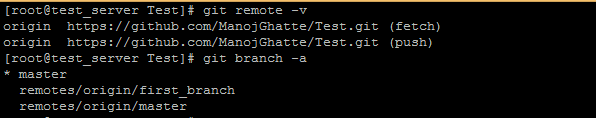 [root@test_server Test]# git remote -v
origin  https://github.com/ManojGhatte/Test.git (fetch)
origin  https://github.com/ManojGhatte/Test.git (push)
[root@test_server Test]# git branch -a
* master
  remotes/origin/first_branch
  remotes/origin/master